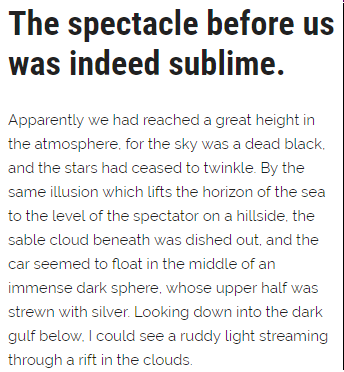 The spectacle before us
was indeed sublime.
Apparently we had reached a great height in
the atmosphere, for the sky was a dead black,
and the stars had ceased to twinkle. By the
same illusion which lifts the horizon of the sea
to the level of the spectator on a hillside, the
sable cloud beneath was dished out, and the
car seemed to float in the middle of an
immense dark sphere, whose upper half was
strewn with silver. Looking down into the dark
gulf below, I could see a ruddy light streaming
through a rift in the clouds.